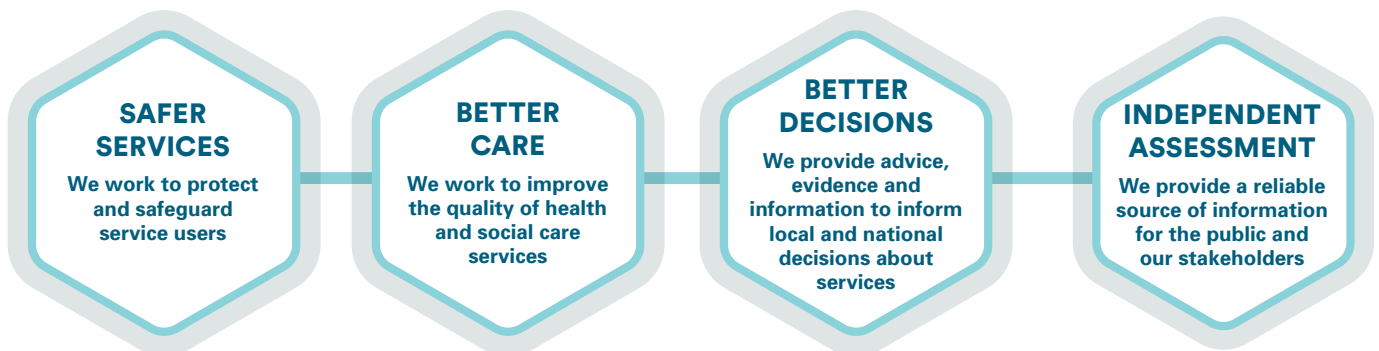 SAFER
SERVICES
We work to protect
and safeguard
service users
BETTER
CARE
We work to improve
the quality of health
and social care
services
BETTER
DECISIONS
We provide advice,
evidence and
information to inform
local and national
decisions about
services
INDEPENDENT
ASSESSMENT
We provide a reliable
source of information
for the public and
our stakeholders